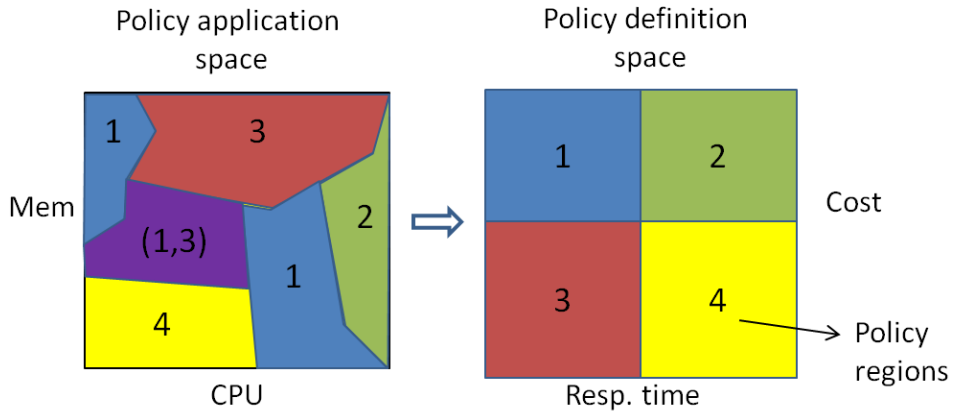 Policy application
space
Mem
1
3
2
(1,3)
1
4
CPU
Policy definition
space
1
2
3
4
Cost
Policy
regions
Resp. time